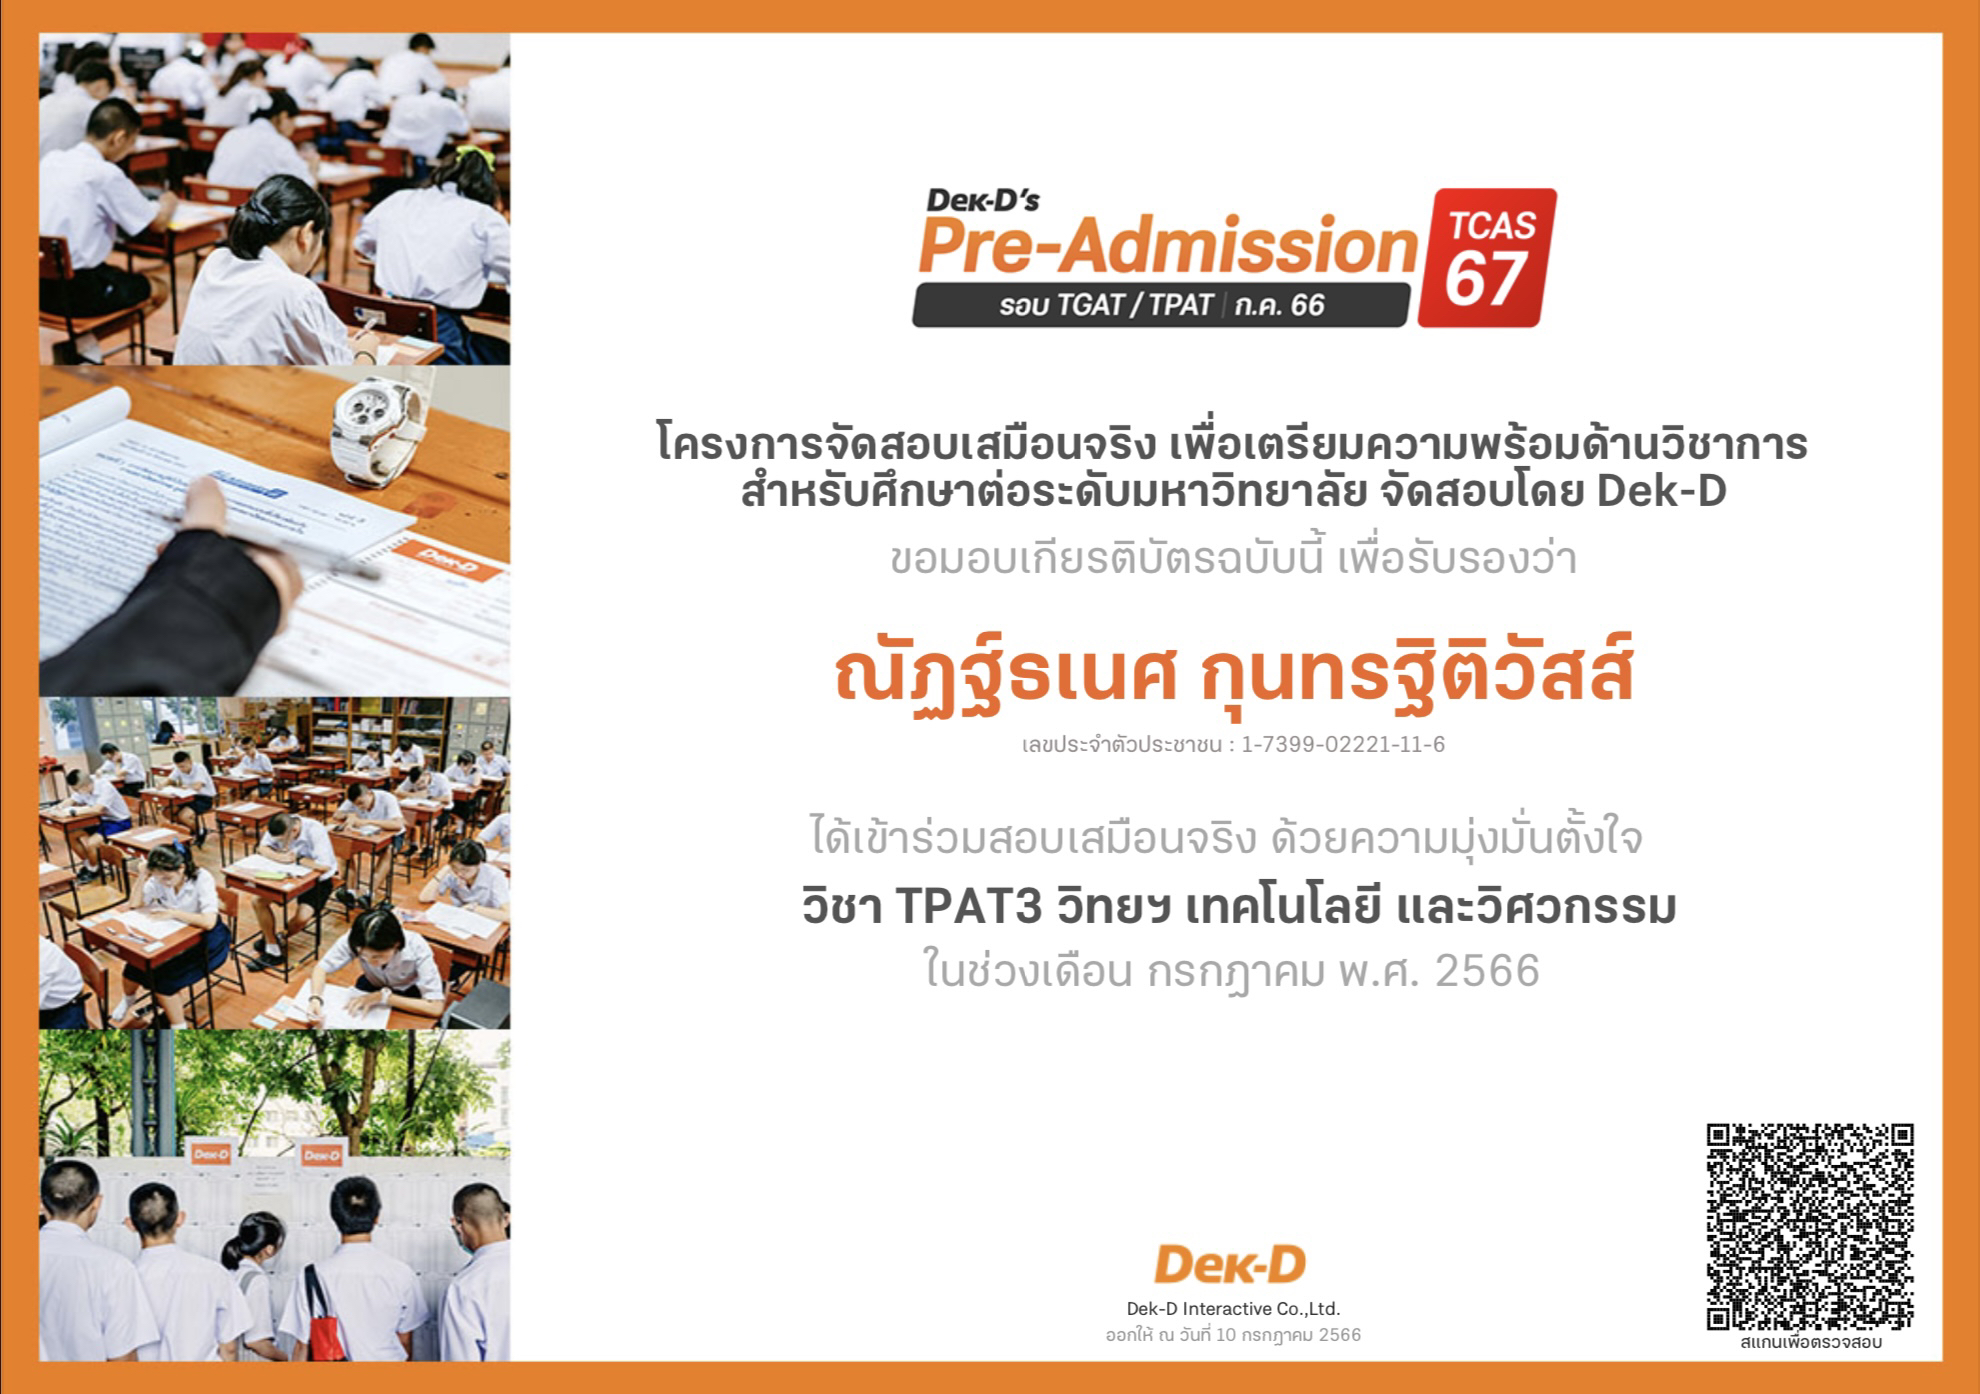 Dek-D's
Pre-Admission
TCAS
67
รอบ TGAT / TPAT | ก.ค. 66
โครงการจัดสอบเสมือนจริง เพื่อเตรียมความพร้อมด้านวิชาการ
สำหรับศึกษาต่อระดับมหาวิทยาลัย จัดสอบโดย Dek-D
ขอมอบเกียรติบัตรฉบับนี้ เพื่อรับรองว่า
ณัฏฐ์ธเนศ กุนทรฐิติวัสส์
เลขประจำตัวประชาชน : 1-7399-02221-11-6
ได้เข้าร่วมสอบเสมือนจริง ด้วยความมุ่งมั่นตั้งใจ
วิชา TPAT3 วิทยฯ เทคโนโลยี และวิศวกรรม
ในช่วงเดือน กรกฎาคม พ.ศ. 2566
Dek-D
Dek-D Interactive Co.,Ltd.
ออกให้ ณ วันที่ 10 กรกฎาคม 2566
สแกนเพื่อตรวจสอบ
Dek-D
Dek-D
Dek-D